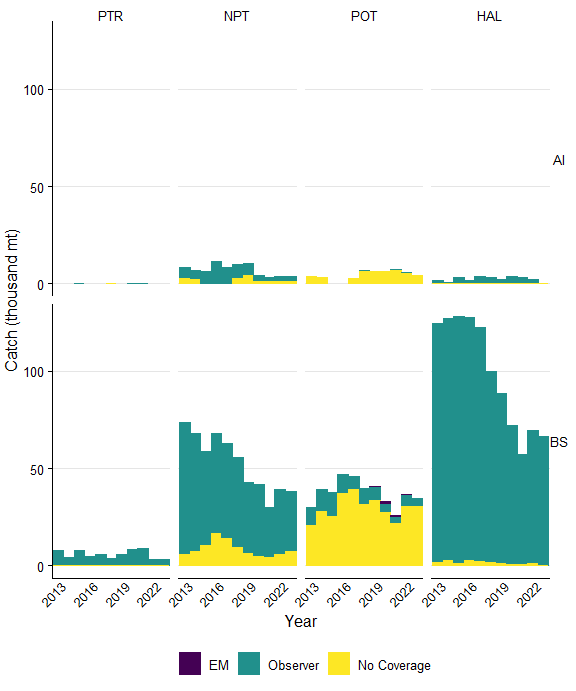 PTR NPT POT HAL
100
50
0
AI
100
50
0
BS
Catch (thousand mt)
2013 2016 2019 2022 2013 2016 2019 2022 2013 2016 2019 2022 2013 2016 2019 2022
Year
EM Observer No Coverage